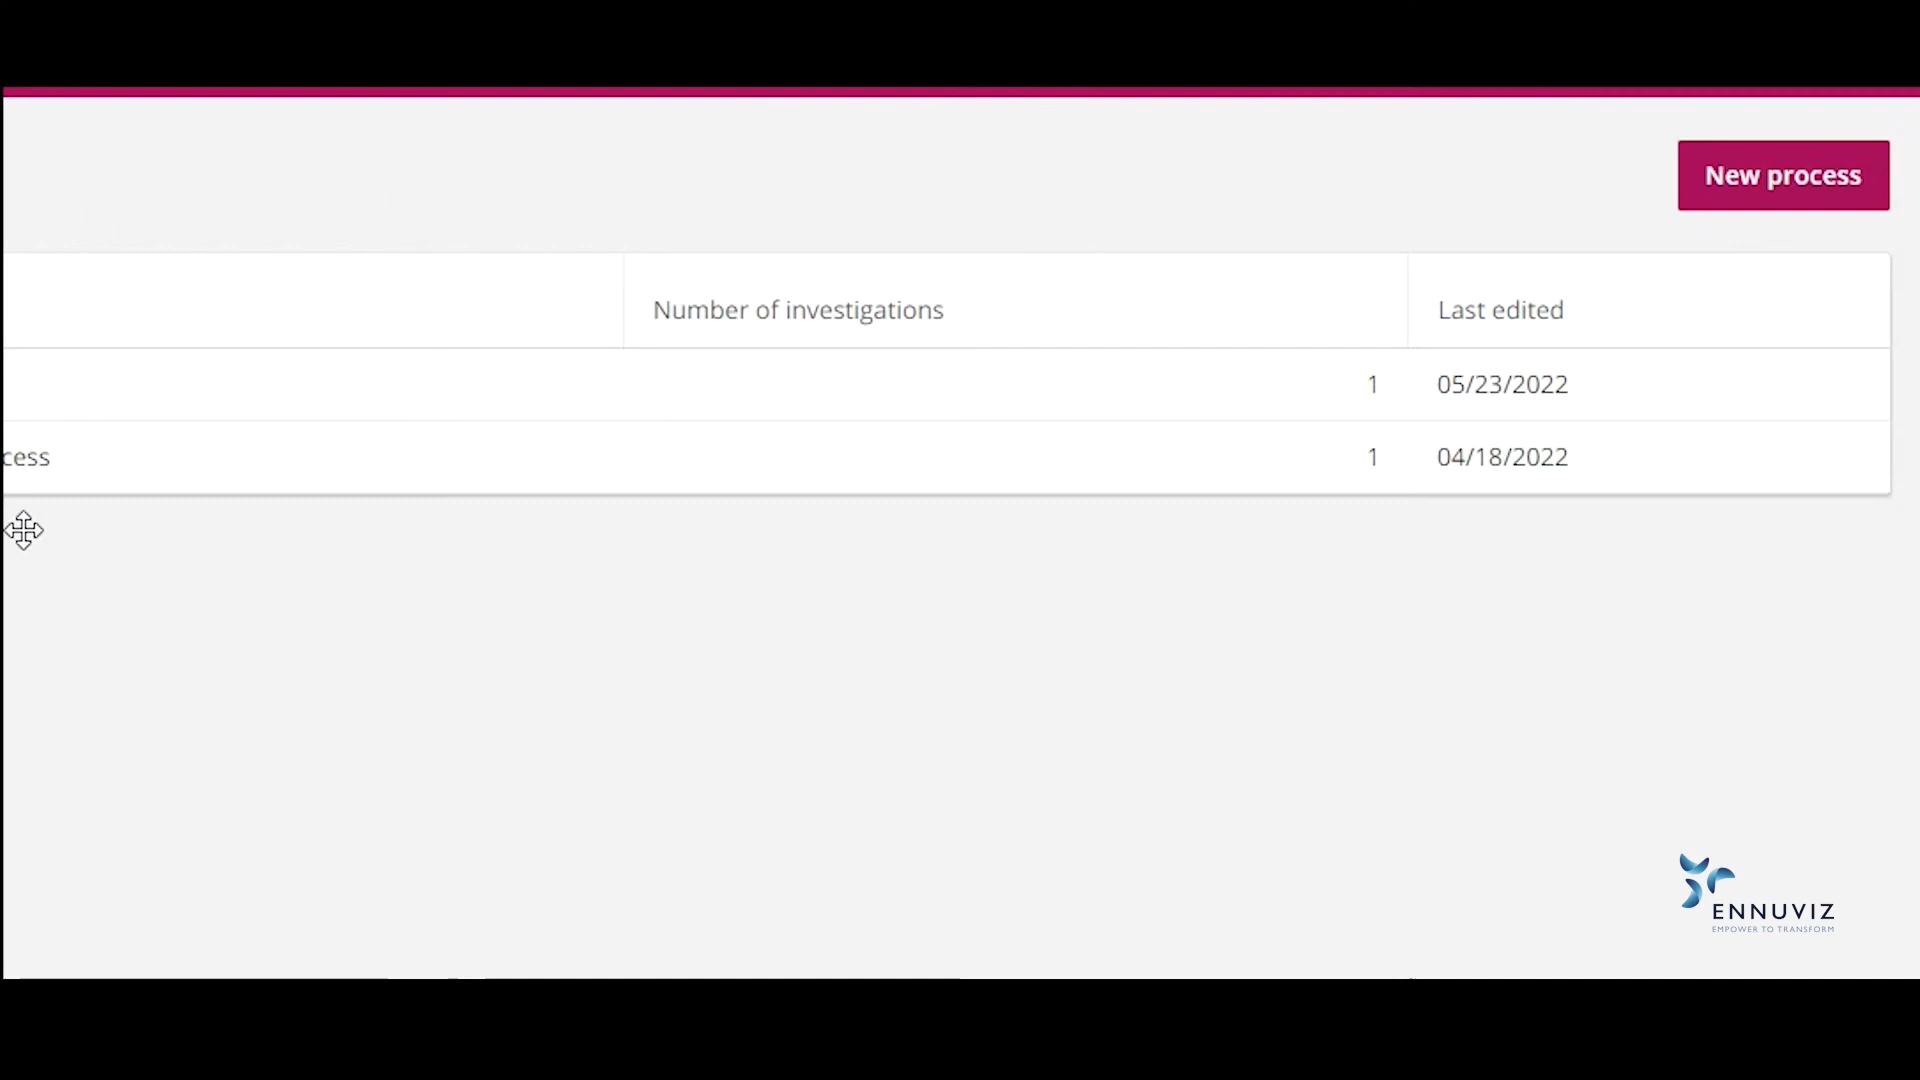 New process
Number of investigations
Last edited
1
05/23/2022
cess
1
04/18/2022
ENNUVIZ
EMPOWER TO TRANSFORM